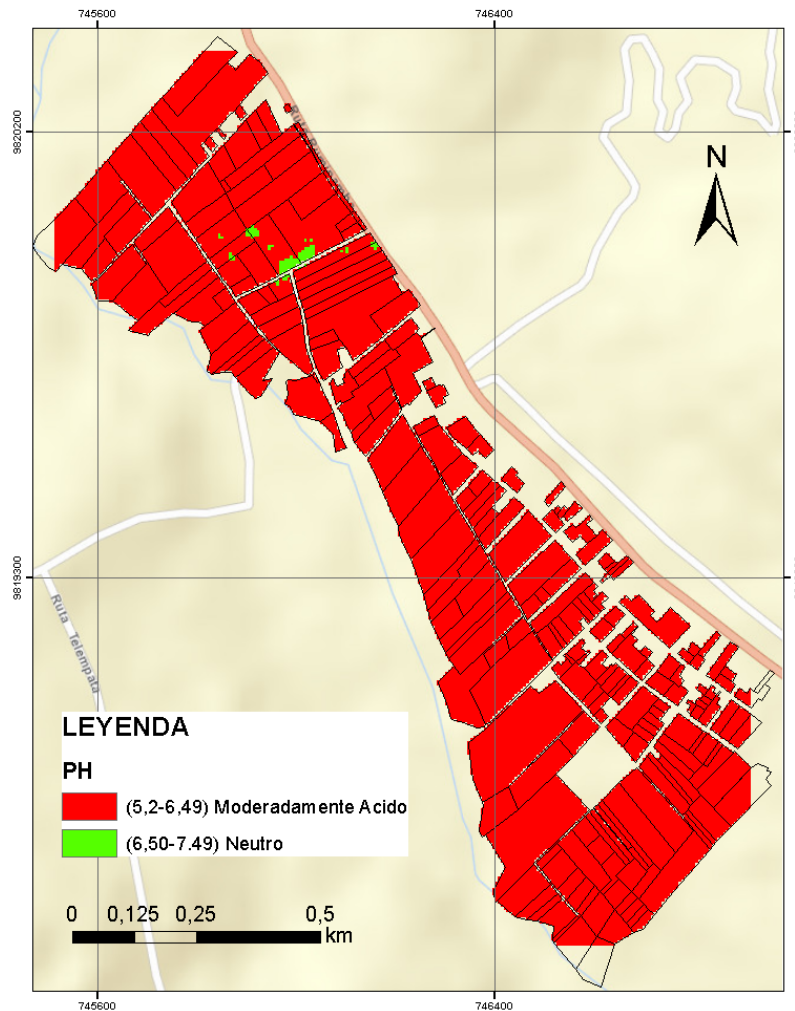 745600 746400
9820200
N
9819300
Ruta Telempata
LEYENDA
PH
(5,2-6,49) Moderadamente Acido
(6,50-7.49) Neutro
0 0,125 0,25 0,5
km
745600 746400